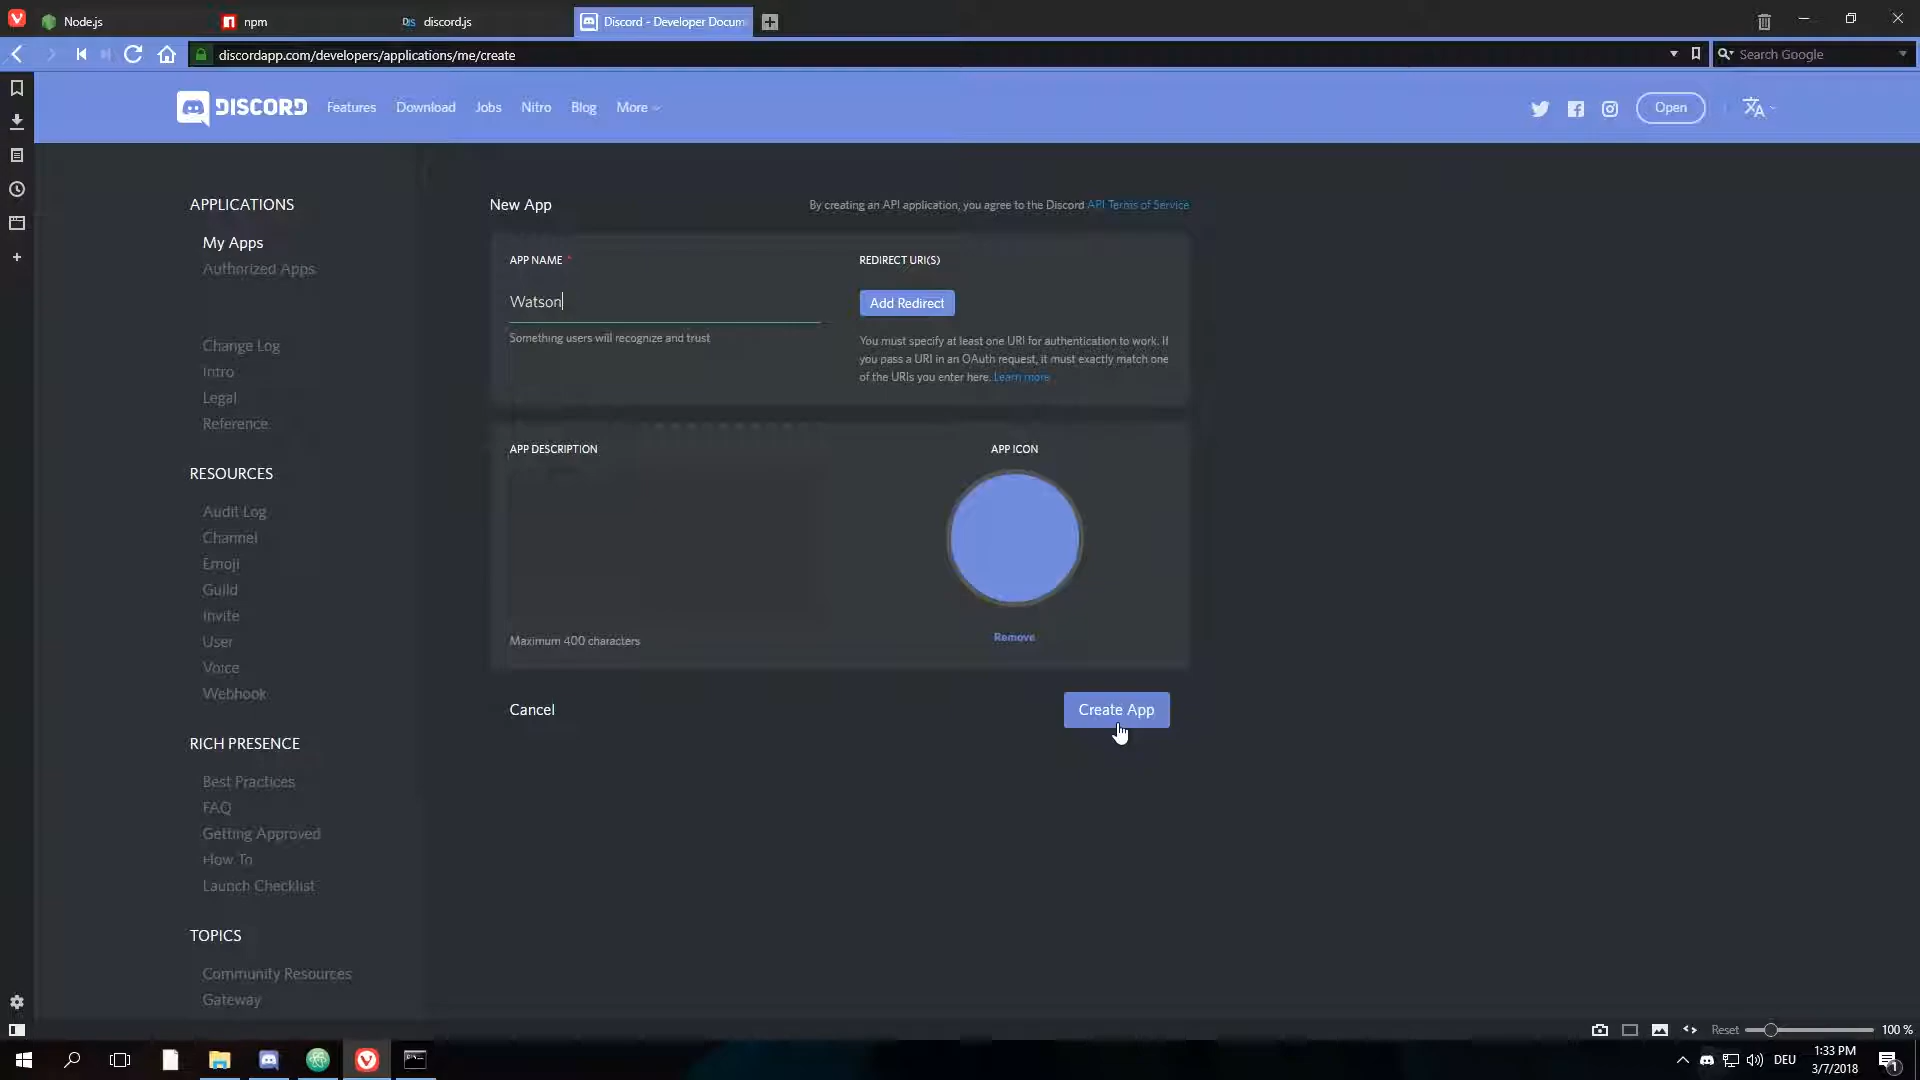 Node.js
npm
discord.js
Discord - Developer Docum
discordapp.com/developers/applications/me/create
Search Google
DISCORD
Features
Download
Jobs
Nitro
Blog
More
Open
APPLICATIONS
My Apps
Authorized Apps
Change Log
Intro
Legal
Reference
RESOURCES
Audit Log
Channel
Emoji
Guild
Invite
User
Voice
Webhook
RICH PRESENCE
Best Practices
FAQ
Getting Approved
How To
Launch Checklist
TOPICS
Community Resources
Gateway
New App
By creating an API application, you agree to the Discord API Terms of Service
APP NAME *
Watson
Something users will recognize and trust
REDIRECT URI(S)
Add Redirect
You must specify at least one URI for authentication to work. If
you pass a URI in an OAuth request, it must exactly match one
of the URIs you enter here. Learn more
APP DESCRIPTION
Maximum 400 characters
APP ICON
Remove
Cancel
Create App
Reset
100 %
DEU
1:33 PM
3/7/2018
1